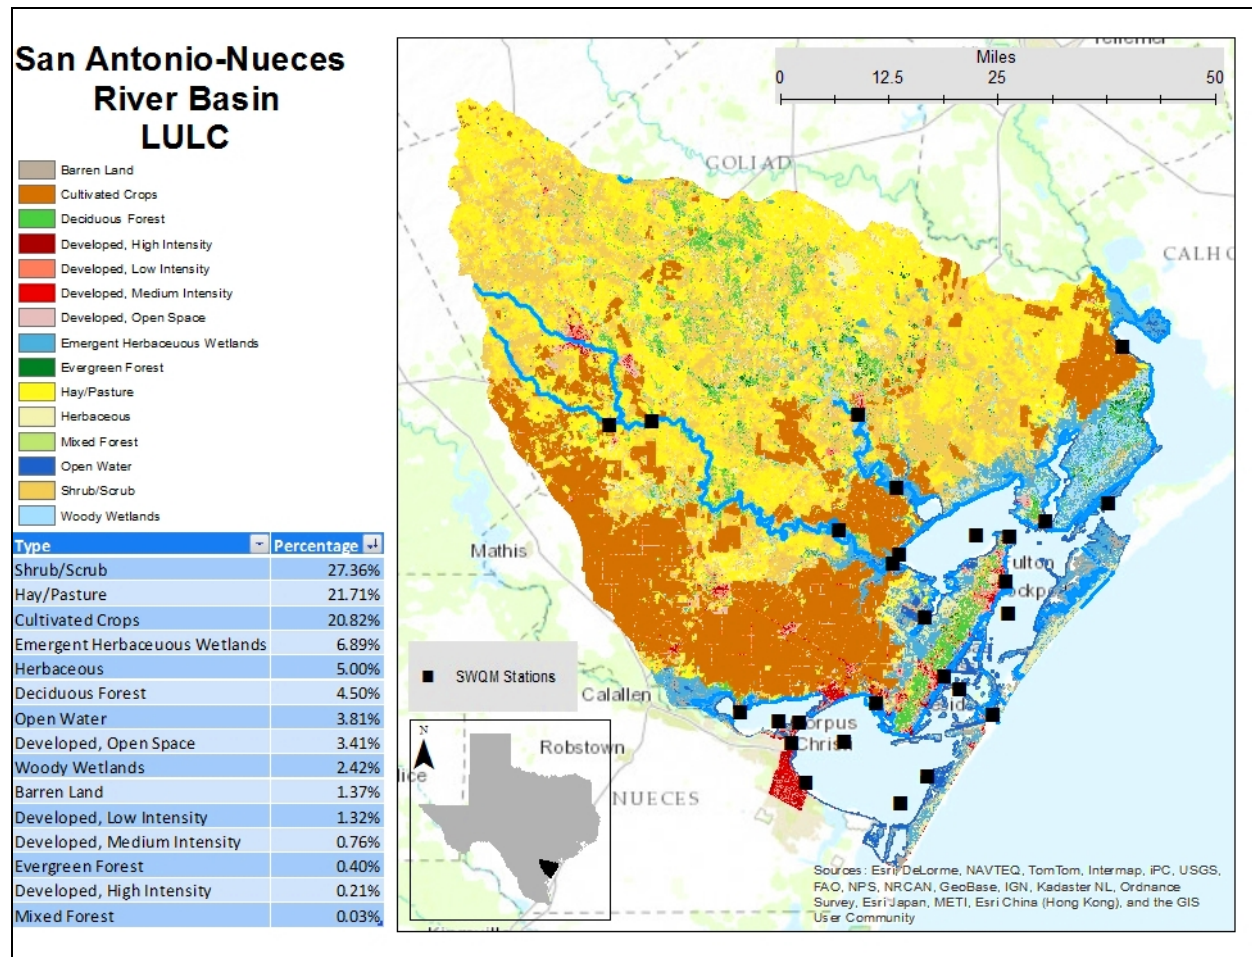 San Antonio-Nueces
River Basin
LULC
Barren Land
Cultivated Crops
Deciduous Forest
Developed, High Intensity
Developed, Low Intensity
Developed, Medium Intensity
Developed, Open Space
Emergent Herbaceuous Wetlands
Evergreen Forest
Hay/Pasture
Herbaceous
Mixed Forest
Open Water
Shrub/Scrub
Woody Wetlands
Type Percentage
Shrub/Scrub 27.36%
Hay/Pasture 21.71%
Cultivated Crops 20.82%
Emergent Herbaceuous Wetlands 6.89%
Herbaceous 5.00%
Deciduous Forest 4.50%
Open Water 3.81%
Developed, Open Space 3.41%
Woody Wetlands 2.42%
Barren Land 1.37%
Developed, Low Intensity 1.32%
Developed, Medium Intensity 0.76%
Evergreen Forest 0.40%
Developed, High Intensity 0.21%
Mixed Forest 0.03%
Miles
0 12.5 25 50
GOLIAD
CALHO
Mathis
SWQM Stations
Calallen
Robstown
NUECES
Christi
N
Sources: Esri, DeLorme, NAVTEQ, TomTom, Intermap, iPC, USGS,
FAO, NPS, NRCAN, GeoBase, IGN, Kadaster NL, Ordnance
Survey, Esri Japan, METI, Esri China (Hong Kong), and the GIS
User Community